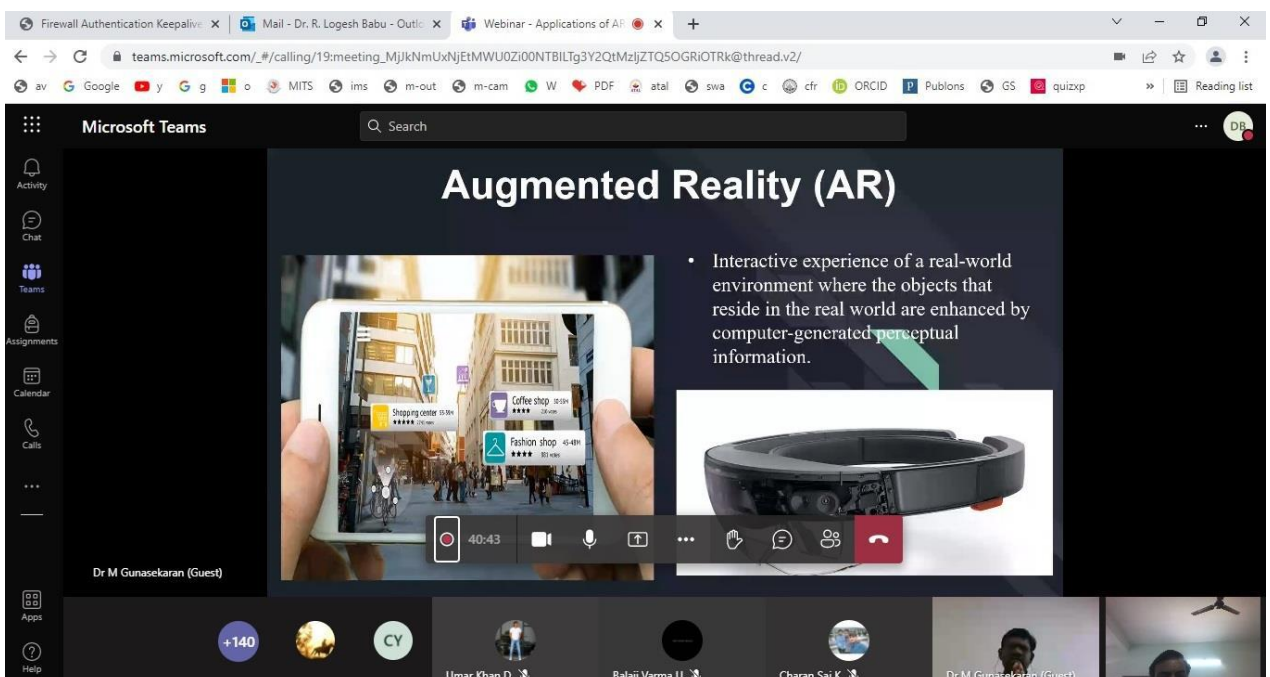 Firewall Authentication Keepalive
Mail - Dr. R. Logesh Babu - Outlo
Webinar - Applications of AR
teams.microsoft.com/_#/calling/19:meeting_MjJkNmUxNjEtMWU0Zi00NTBlLTg3Y2QtMzljZTQ5OGRiOTRk@thread.v2/
av Google y g o MITS ims m-out m-cam W PDF atal swa c cfr ORCID Publons GS quizxp » Reading list
Microsoft Teams
Search
DB
Activity
Chat
Teams
Assignments
Calendar
Calls
Apps
Help
Augmented Reality (AR)
• Interactive experience of a real-world
environment where the objects that
reside in the real world are enhanced by
computer-generated perceptual
information.
Shopping center
Coffee shop
Fashion shop
40:43
Dr M Gunasekaran (Guest)
+140
CY
Umar Khan D
Balaji Varma U
Charan Sai K
Dr M Gunasekaran (Guest)